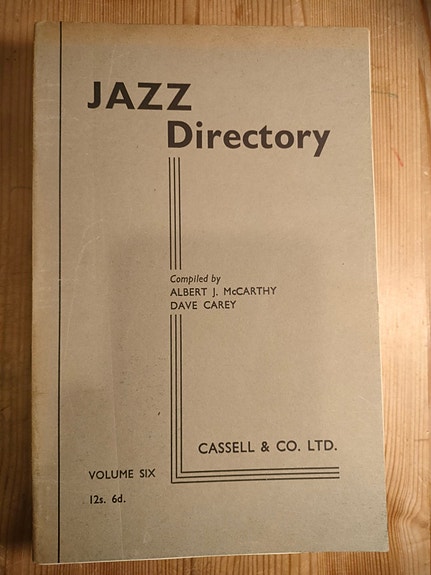 JAZZ
Directory
Compiled by
ALBERT J. McCARTHY
DAVE CAREY
CASSELL & CO. LTD.
VOLUME SIX
12s. 6d.